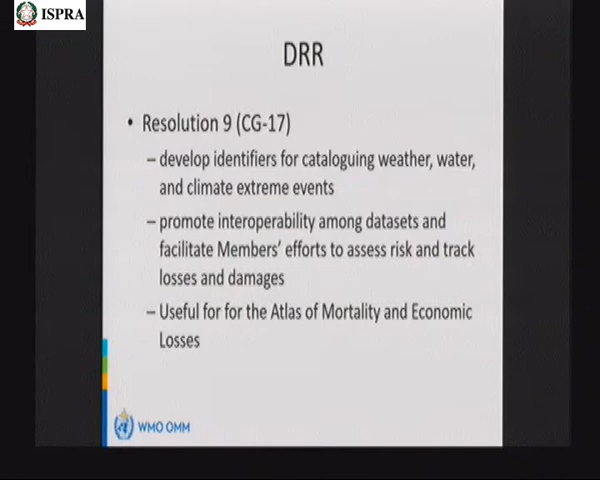 ISPRA
DRR
• Resolution 9 (CG-17)
– develop identifiers for cataloguing weather, water,
and climate extreme events
– promote interoperability among datasets and
facilitate Members' efforts to assess risk and track
losses and damages
– Useful for for the Atlas of Mortality and Economic
Losses
WMO OMM